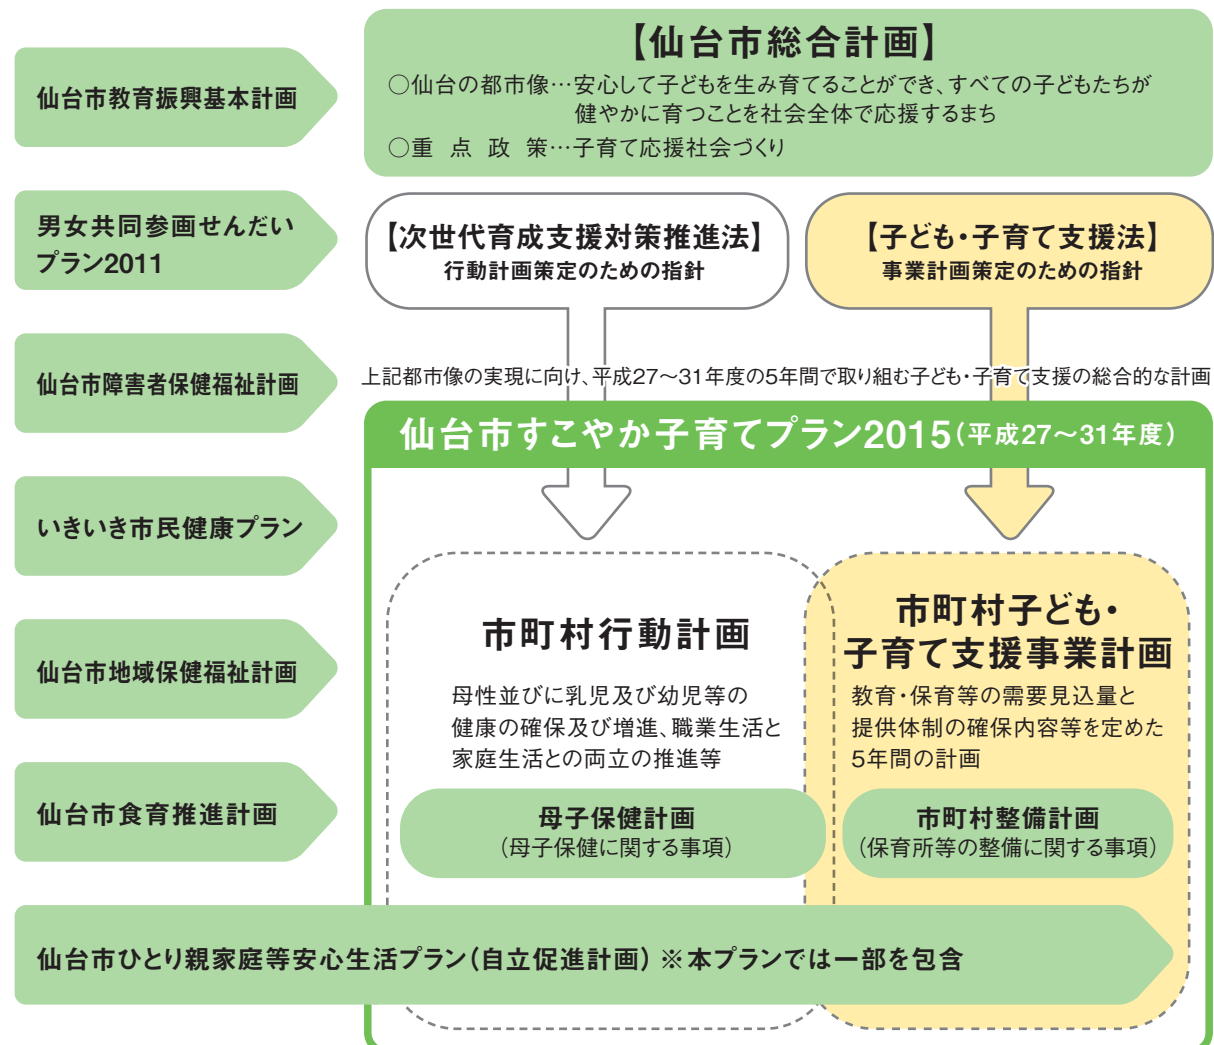 仙台市教育振興基本計画
男女共同参画せんだい
プラン2011
仙台市障害者保健福祉計画
いきいき市民健康プラン
仙台市地域保健福祉計画
仙台市食育推進計画
【仙台市総合計画】
○仙台の都市像…安心して子どもを生み育てることができ、すべての子どもたちが
健やかに育つことを社会全体で応援するまち
○重点政策…子育て応援社会づくり
【次世代育成支援対策推進法】
行動計画策定のための指針
【子ども・子育て支援法】
事業計画策定のための指針
上記都市像の実現に向け、平成27～31年度の5年間で取り組む子ども・子育て支援の総合的な計画
仙台市すこやか子育てプラン2015(平成27～31年度)
市町村行動計画
母性並びに乳児及び幼児等の
健康の確保及び増進、職業生活と
家庭生活との両立の推進等
母子保健計画
(母子保健に関する事項)
市町村子ども・
子育て支援事業計画
教育・保育等の需要見込量と
提供体制の確保内容等を定めた
5年間の計画
市町村整備計画
(保育所等の整備に関する事項)
仙台市ひとり親家庭等安心生活プラン(自立促進計画) ※本プランでは一部を包含